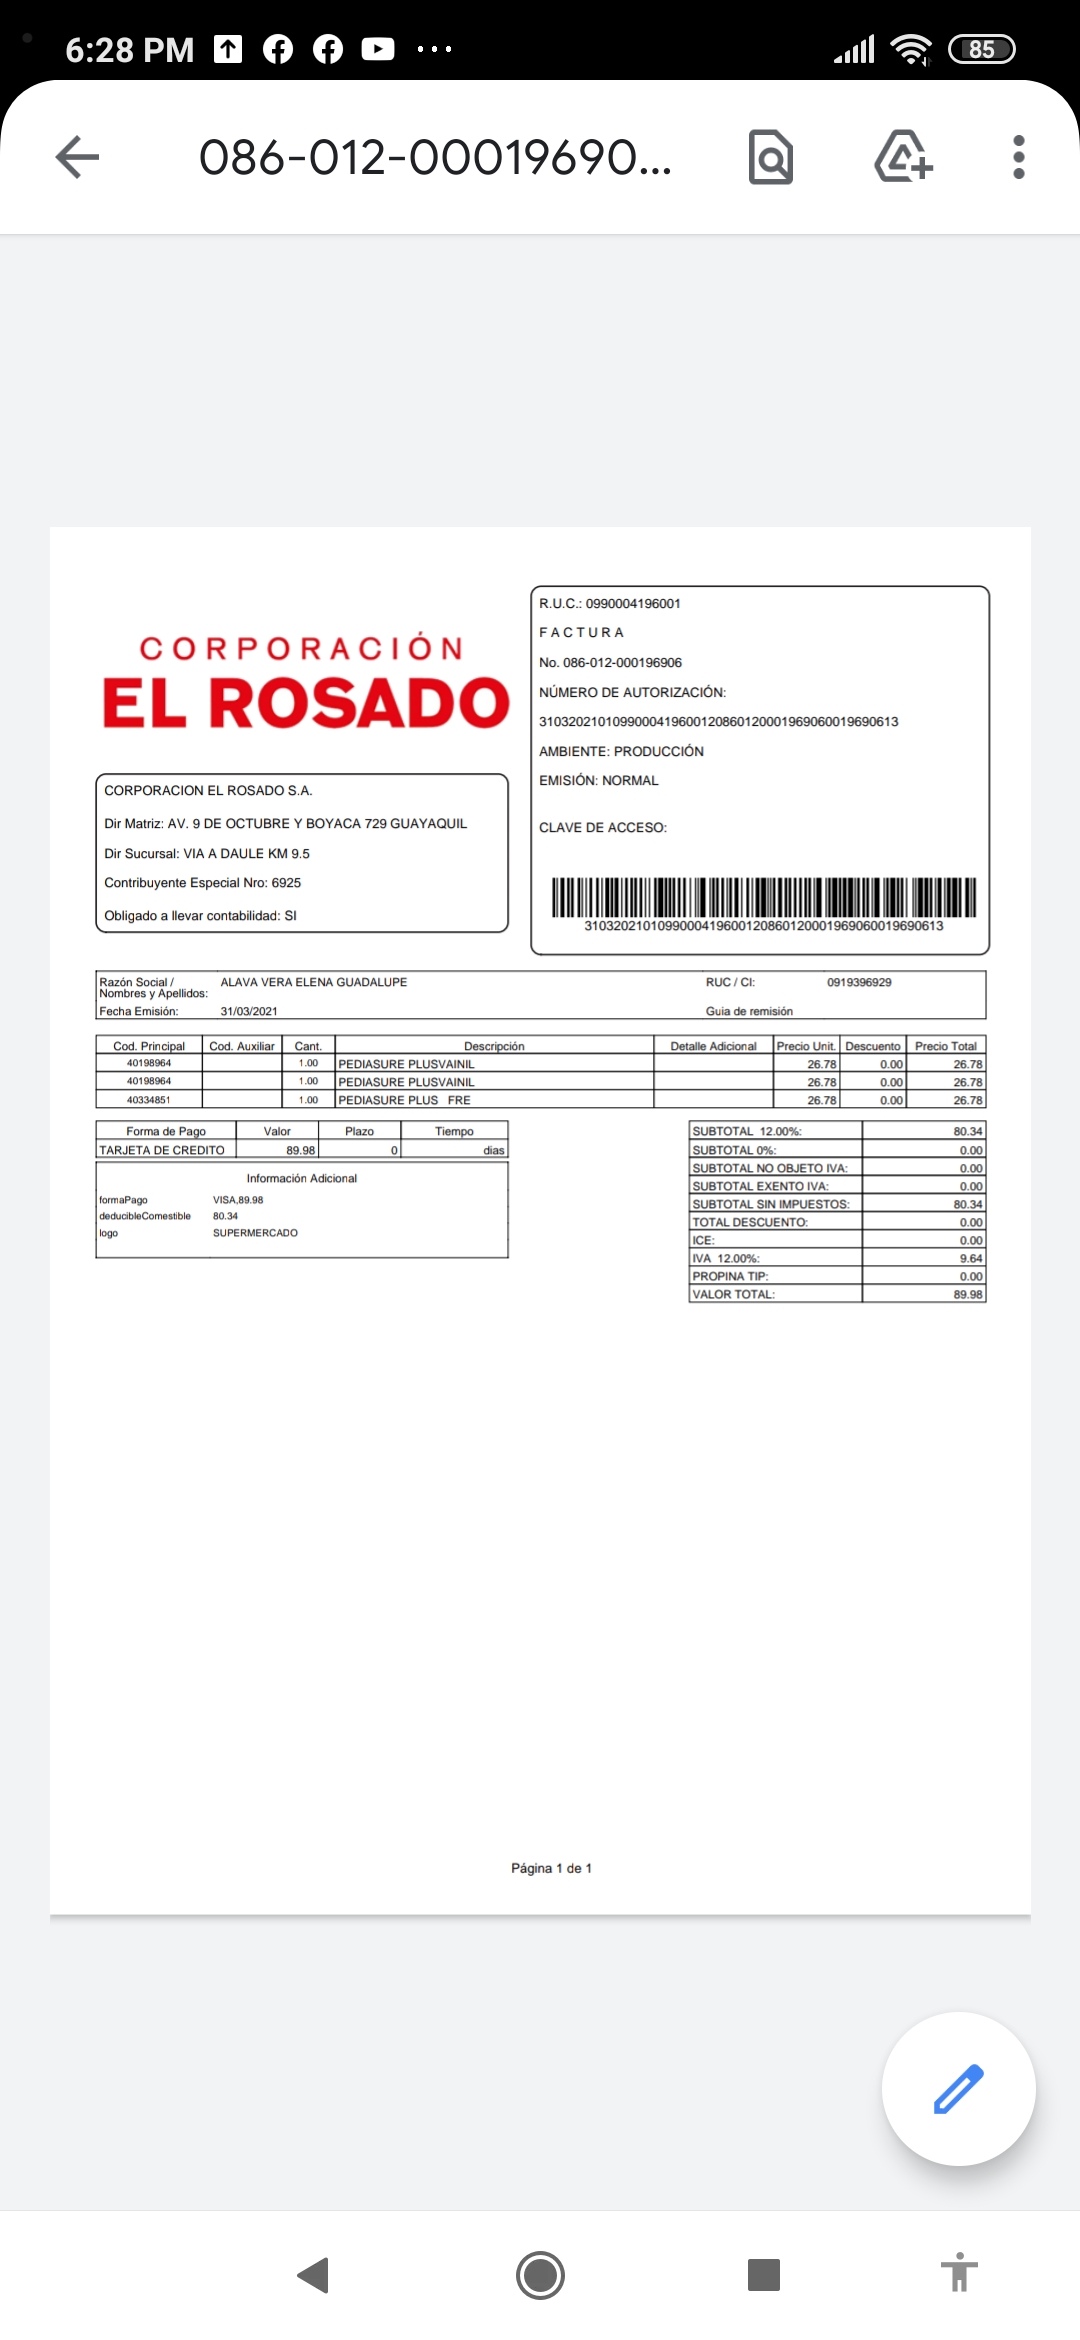 6:28 PM 85
086-012-00019690...
CORPORACIÓN
EL ROSADO
CORPORACION EL ROSADO S.A.
Dir Matriz: AV. 9 DE OCTUBRE Y BOYACA 729 GUAYAQUIL
Dir Sucursal: VIA A DAULE KM 9.5
Contribuyente Especial Nro: 6925
Obligado a llevar contabilidad: SI
R.U.C.: 0990004196001
FACTURA
No. 086-012-000196906
NÚMERO DE AUTORIZACIÓN:
3103202101099000419600120860120001969060019690613
AMBIENTE: PRODUCCIÓN
EMISIÓN: NORMAL
CLAVE DE ACCESO:
3103202101099000419600120860120001969060019690613
Razón Social / Nombres y Apellidos: ALAVA VERA ELENA GUADALUPE RUC / CI: 0919396929
Fecha Emisión: 31/03/2021 Guia de remisión
Cod. Principal Cod. Auxiliar Cant. Descripción Detalle Adicional Precio Unit. Descuento Precio Total
40198964 1.00 PEDIASURE PLUSVAINIL 26.78 0.00 26.78
40198964 1.00 PEDIASURE PLUSVAINIL 26.78 0.00 26.78
40334851 1.00 PEDIASURE PLUS FRE 26.78 0.00 26.78
Forma de Pago Valor Plazo Tiempo
TARJETA DE CREDITO 89.98 0 dias
Información Adicional
formaPago VISA,89.98
deducibleComestible 80.34
logo SUPERMERCADO
SUBTOTAL 12.00%: 80.34
SUBTOTAL 0%: 0.00
SUBTOTAL NO OBJETO IVA: 0.00
SUBTOTAL EXENTO IVA: 0.00
SUBTOTAL SIN IMPUESTOS: 80.34
TOTAL DESCUENTO: 0.00
ICE: 0.00
IVA 12.00%: 9.64
PROPINA TIP: 0.00
VALOR TOTAL: 89.98
Página 1 de 1